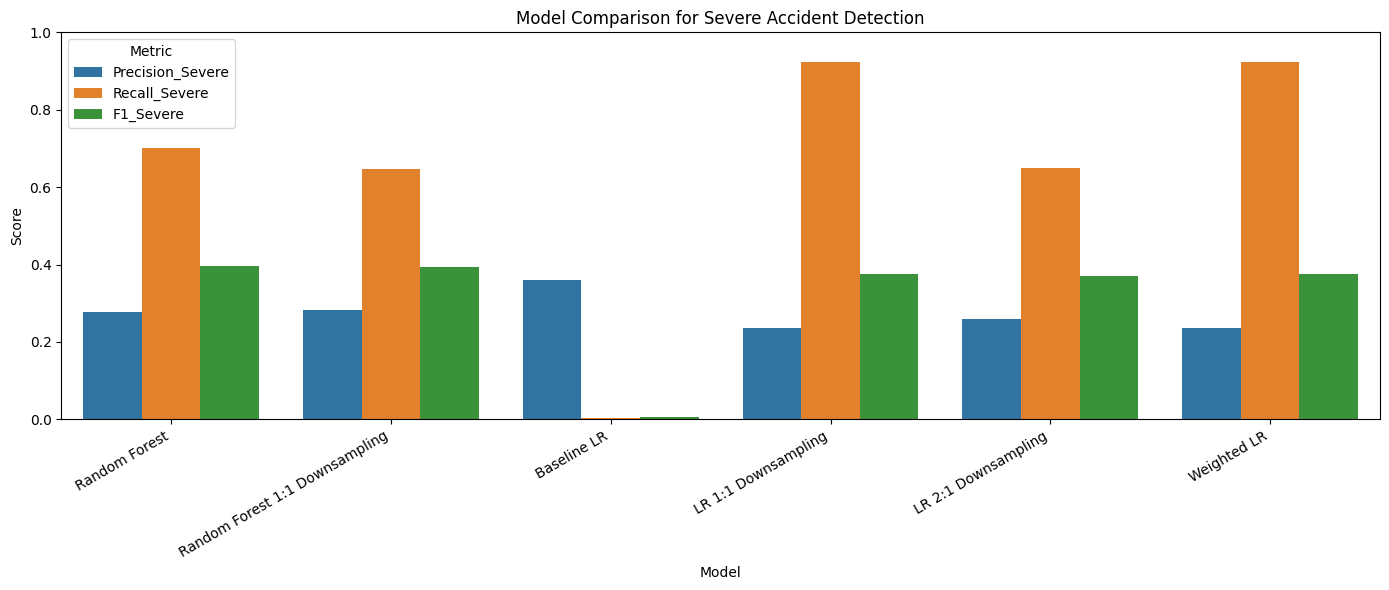 Model Comparison for Severe Accident Detection
Metric
Precision_Severe
Recall_Severe
F1_Severe
1.0
0.8
0.6
0.4
0.2
0.0
Score
Random Forest
Random Forest 1:1 Downsampling
Baseline LR
LR 1:1 Downsampling
LR 2:1 Downsampling
Weighted LR
Model